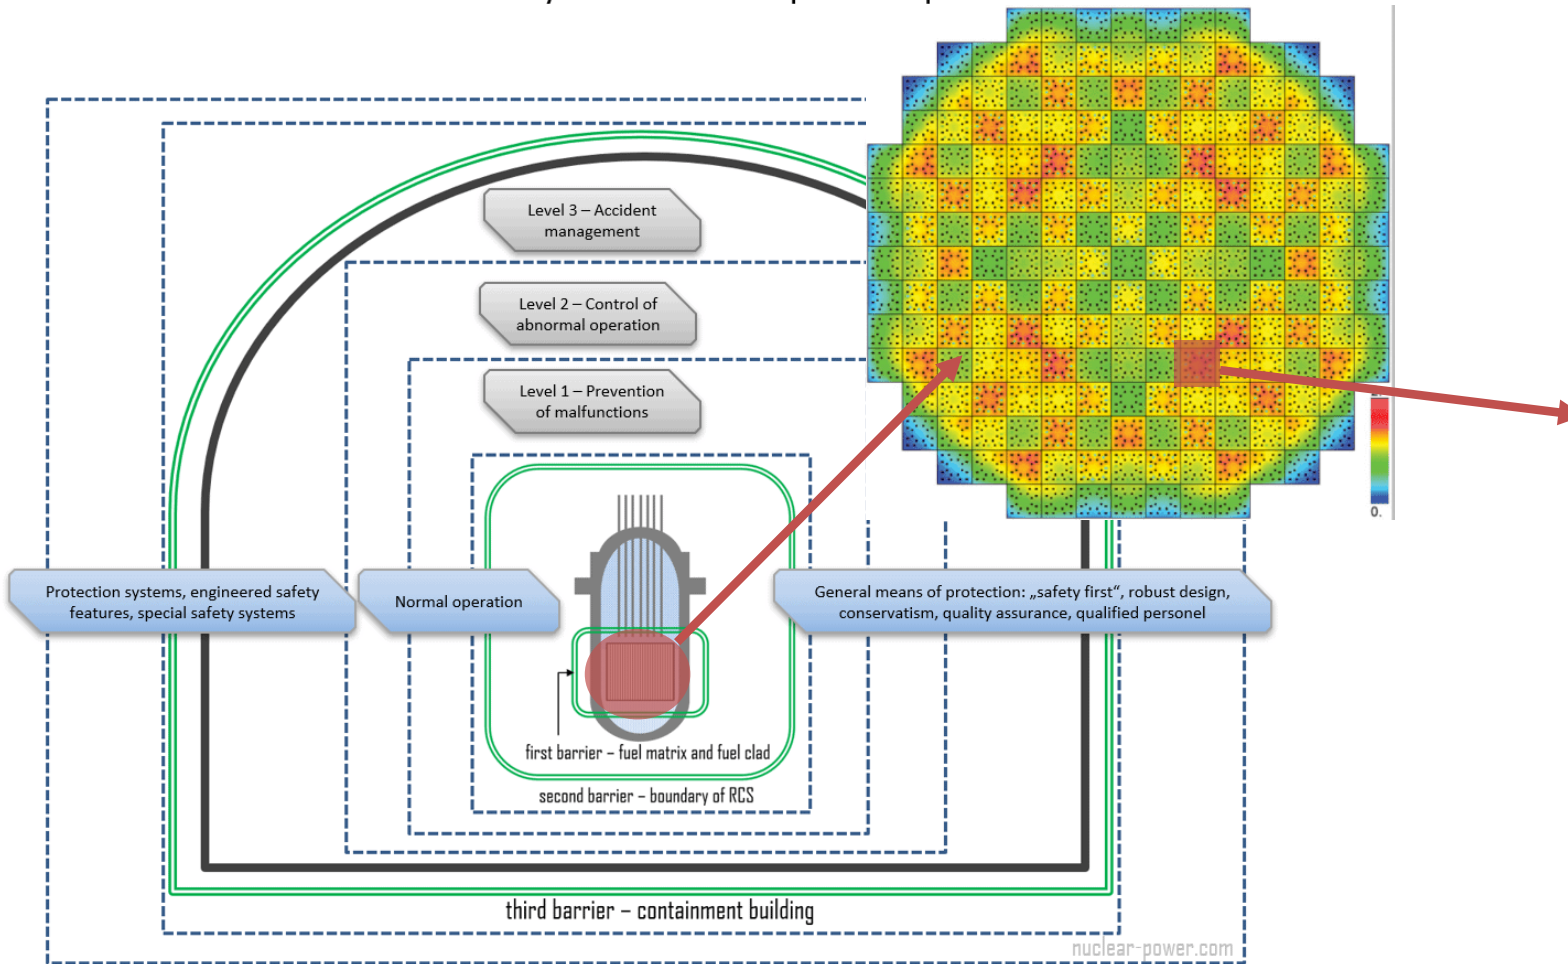 Level 3 – Accident
management
Level 2 – Control of
abnormal operation
Level 1 – Prevention
of malfunctions
0.
Protection systems, engineered safety
features, special safety systems
Normal operation
General means of protection: „safety first“, robust design,
conservatism, quality assurance, qualified personel
first barrier – fuel matrix and fuel clad
second barrier – boundary of RCS
third barrier – containment building
nuclear-power.com